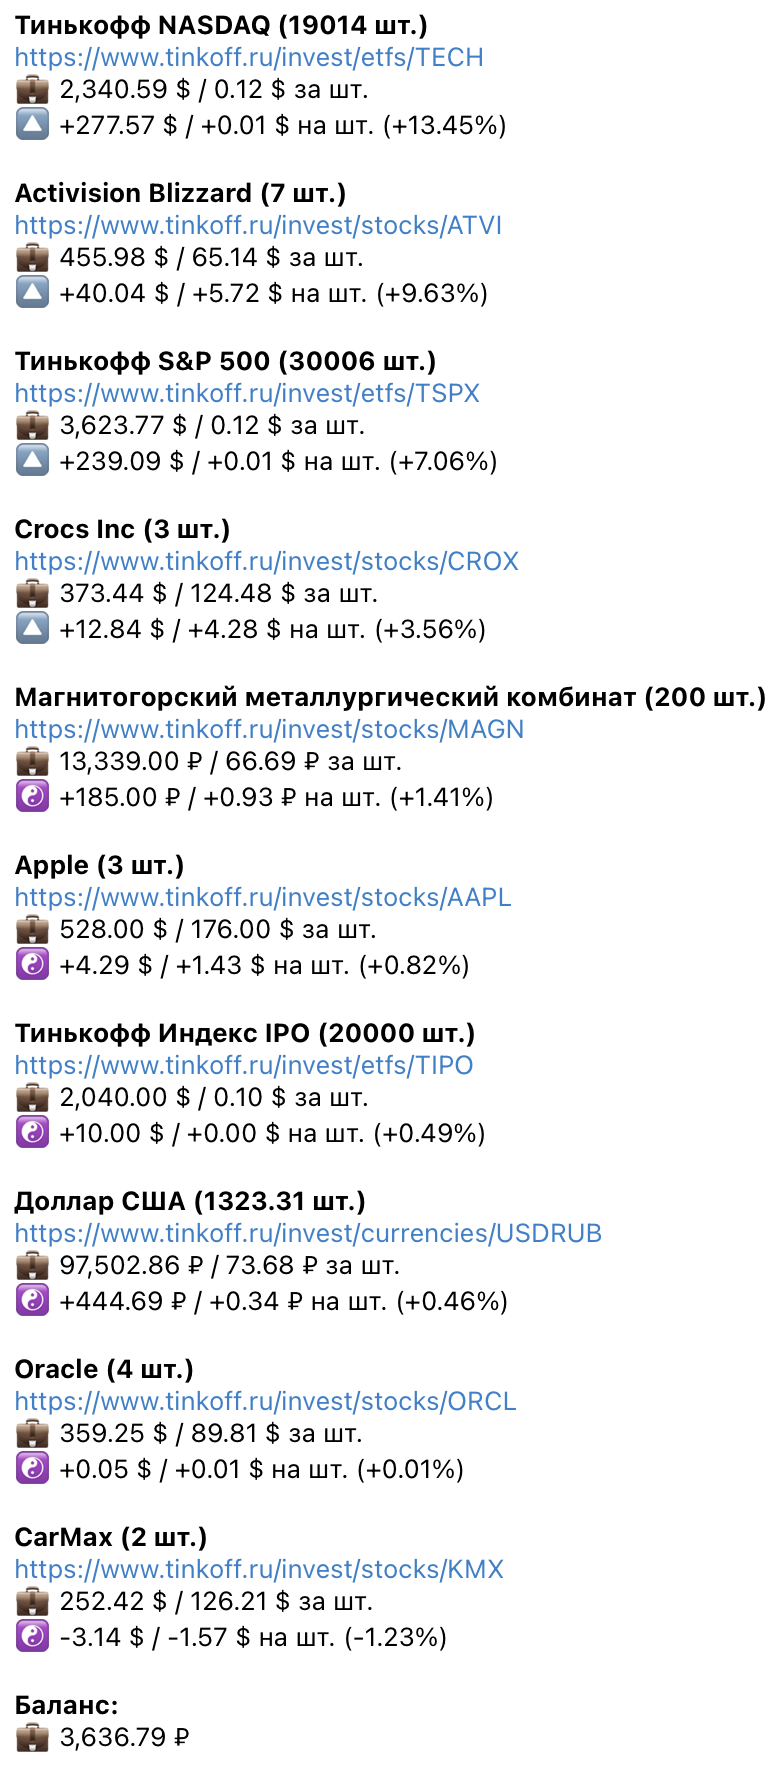 Тинькофф NASDAQ (19014 шт.)
https://www.tinkoff.ru/invest/etfs/TECH
2,340.59 $ / 0.12 $ за шт.
+277.57 $ / +0.01 $ на шт. (+13.45%)
Activision Blizzard (7 шт.)
https://www.tinkoff.ru/invest/stocks/ATVI
455.98 $ / 65.14 $ за шт.
+40.04 $ / +5.72 $ на шт. (+9.63%)
Тинькофф S&P 500 (30006 шт.)
https://www.tinkoff.ru/invest/etfs/TSPX
3,623.77 $ / 0.12 $ за шт.
+239.09 $ / +0.01 $ на шт. (+7.06%)
Crocs Inc (3 шт.)
https://www.tinkoff.ru/invest/stocks/CROX
373.44 $ / 124.48 $ за шт.
+12.84 $ / +4.28 $ на шт. (+3.56%)
Магнитогорский металлургический комбинат (200 шт.)
https://www.tinkoff.ru/invest/stocks/MAGN
13,339.00 ₽ / 66.69 ₽ за шт.
+185.00 ₽ / +0.93 ₽ на шт. (+1.41%)
Apple (3 шт.)
https://www.tinkoff.ru/invest/stocks/AAPL
528.00 $ / 176.00 $ за шт.
+4.29 $ / +1.43 $ на шт. (+0.82%)
Тинькофф Индекс IPO (20000 шт.)
https://www.tinkoff.ru/invest/etfs/TIPO
2,040.00 $ / 0.10 $ за шт.
+10.00 $ / +0.00 $ на шт. (+0.49%)
Доллар США (1323.31 шт.)
https://www.tinkoff.ru/invest/currencies/USDRUB
97,502.86 ₽ / 73.68 ₽ за шт.
+444.69 ₽ / +0.34 ₽ на шт. (+0.46%)
Oracle (4 шт.)
https://www.tinkoff.ru/invest/stocks/ORCL
359.25 $ / 89.81 $ за шт.
+0.05 $ / +0.01 $ на шт. (+0.01%)
CarMax (2 шт.)
https://www.tinkoff.ru/invest/stocks/KMX
252.42 $ / 126.21 $ за шт.
-3.14 $ / -1.57 $ на шт. (-1.23%)
Баланс:
3,636.79 ₽